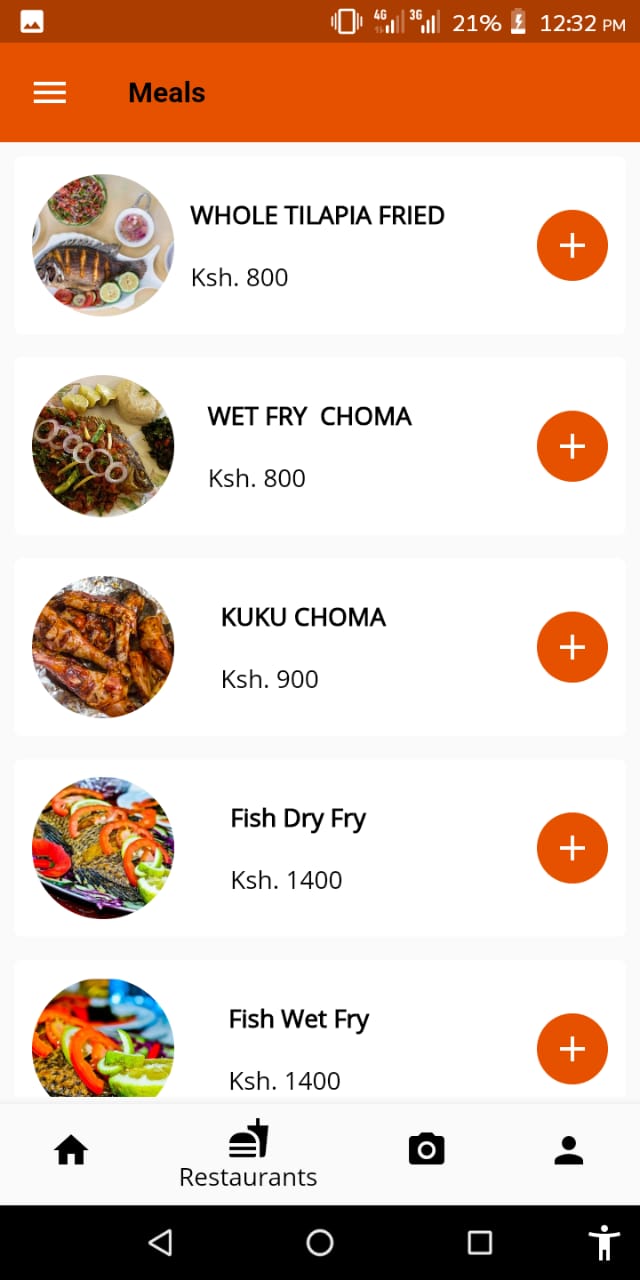 4G 3G 21% 12:32 PM
Meals
WHOLE TILAPIA FRIED
Ksh. 800
WET FRY  CHOMA
Ksh. 800
KUKU CHOMA
Ksh. 900
Fish Dry Fry
Ksh. 1400
Fish Wet Fry
Ksh. 1400
Restaurants